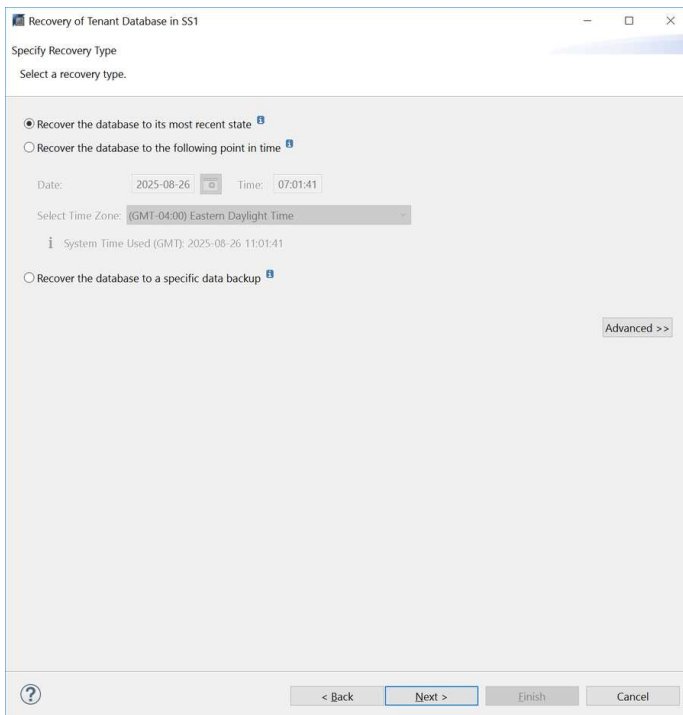 Recovery of Tenant Database in SS1
Specify Recovery Type
Select a recovery type.
Recover the database to its most recent state
Recover the database to the following point in time
Date: 2025-08-26 Time: 07:01:41
Select Time Zone: (GMT-04:00) Eastern Daylight Time
System Time Used (GMT): 2025-08-26 11:01:41
Recover the database to a specific data backup
Advanced >>
< Back Next > Finish Cancel